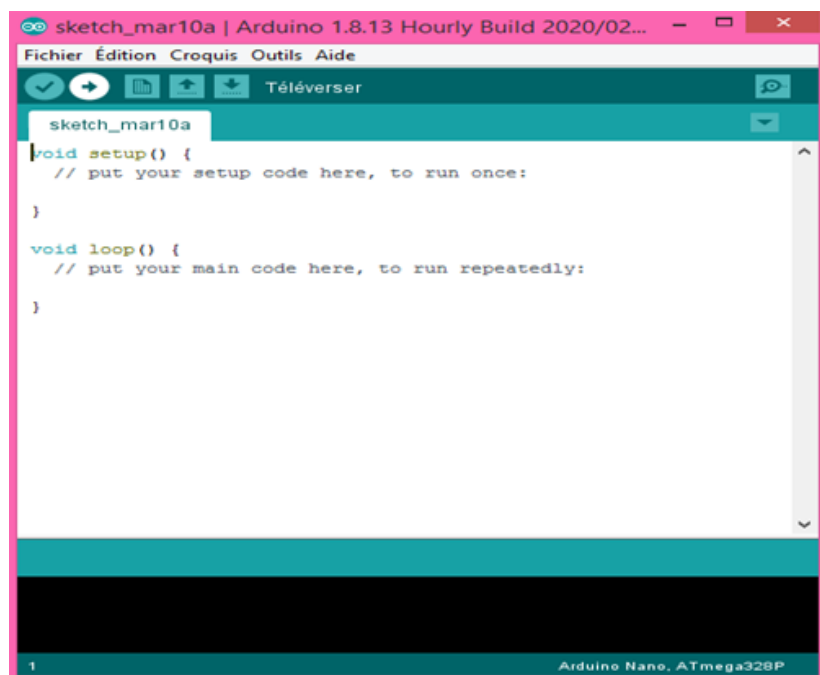 sketch_mar10a | Arduino 1.8.13 Hourly Build 2020/02...
Fichier Édition Croquis Outils Aide
Téléverser
sketch_mar10a
void setup() {
// put your setup code here, to run once:
}
void loop() {
// put your main code here, to run repeatedly:
}
1
Arduino Nano, ATmega328P